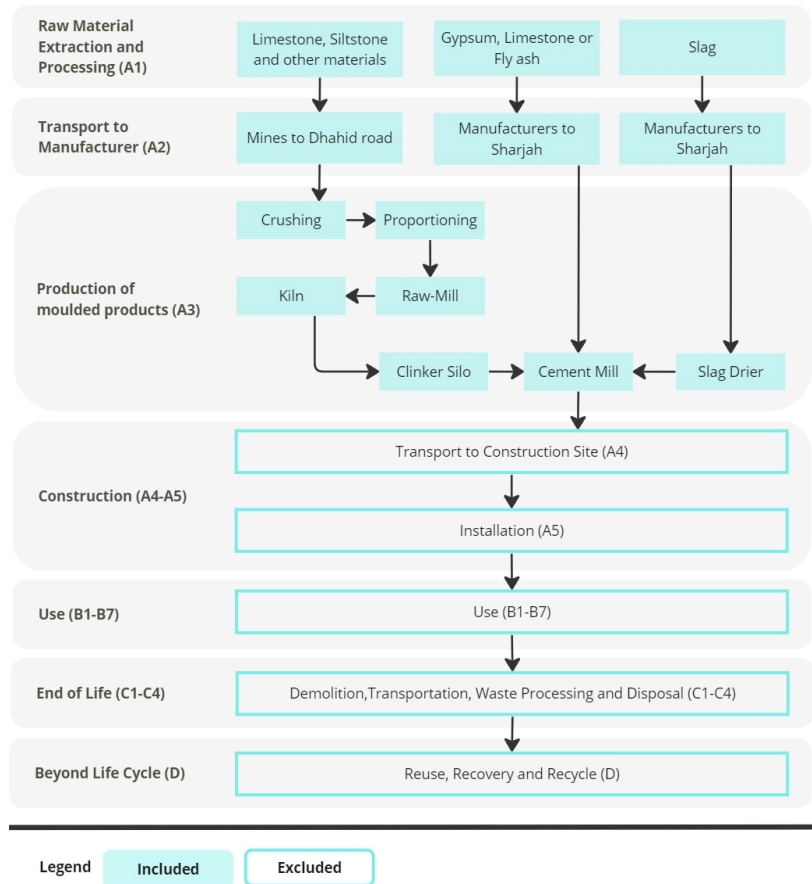 Raw Material
Extraction and
Processing (A1)
Limestone, Siltstone
and other materials
Gypsum, Limestone or
Fly ash
Slag
Transport to
Manufacturer (A2)
Mines to Dhahid road
Manufacturers to
Sharjah
Manufacturers to
Sharjah
Production of
moulded products (A3)
Crushing
Proportioning
Kiln
Raw-Mill
Clinker Silo
Cement Mill
Slag Drier
Construction (A4-A5)
Transport to Construction Site (A4)
Installation (A5)
Use (B1-B7)
Use (B1-B7)
End of Life (C1-C4)
Demolition,Transportation, Waste Processing and Disposal (C1-C4)
Beyond Life Cycle (D)
Reuse, Recovery and Recycle (D)
Legend
Included
Excluded